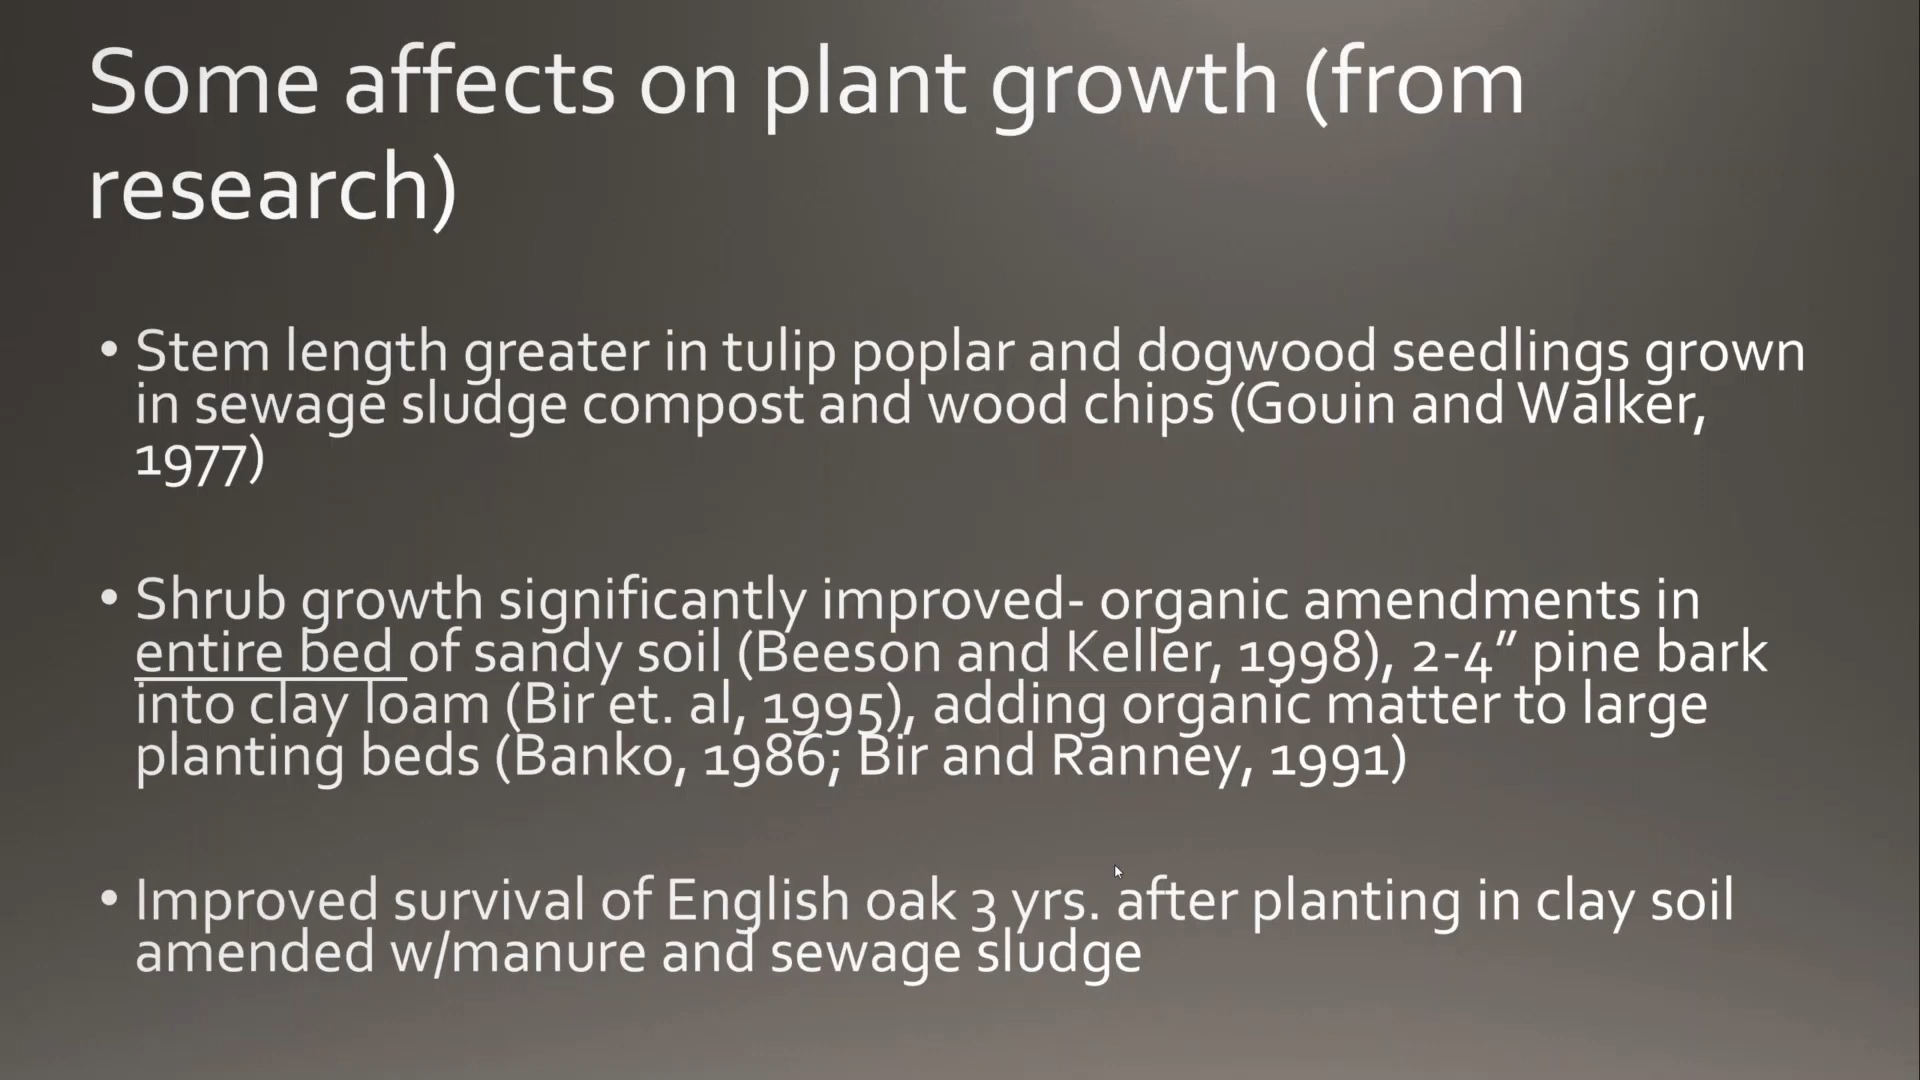 Some affects on plant growth (from
research)
• Stem length greater in tulip poplar and dogwood seedlings grown
in sewage sludge compost and wood chips (Gouin and Walker,
1977)
• Shrub growth significantly improved- organic amendments in
entire bed of sandy soil (Beeson and Keller, 1998), 2-4” pine bark
into clay loam (Bir et. al, 1995), adding organic matter to large
planting beds (Banko, 1986; Bir and Ranney, 1991)
• Improved survival of English oak 3 yrs. after planting in clay soil
amended w/manure and sewage sludge